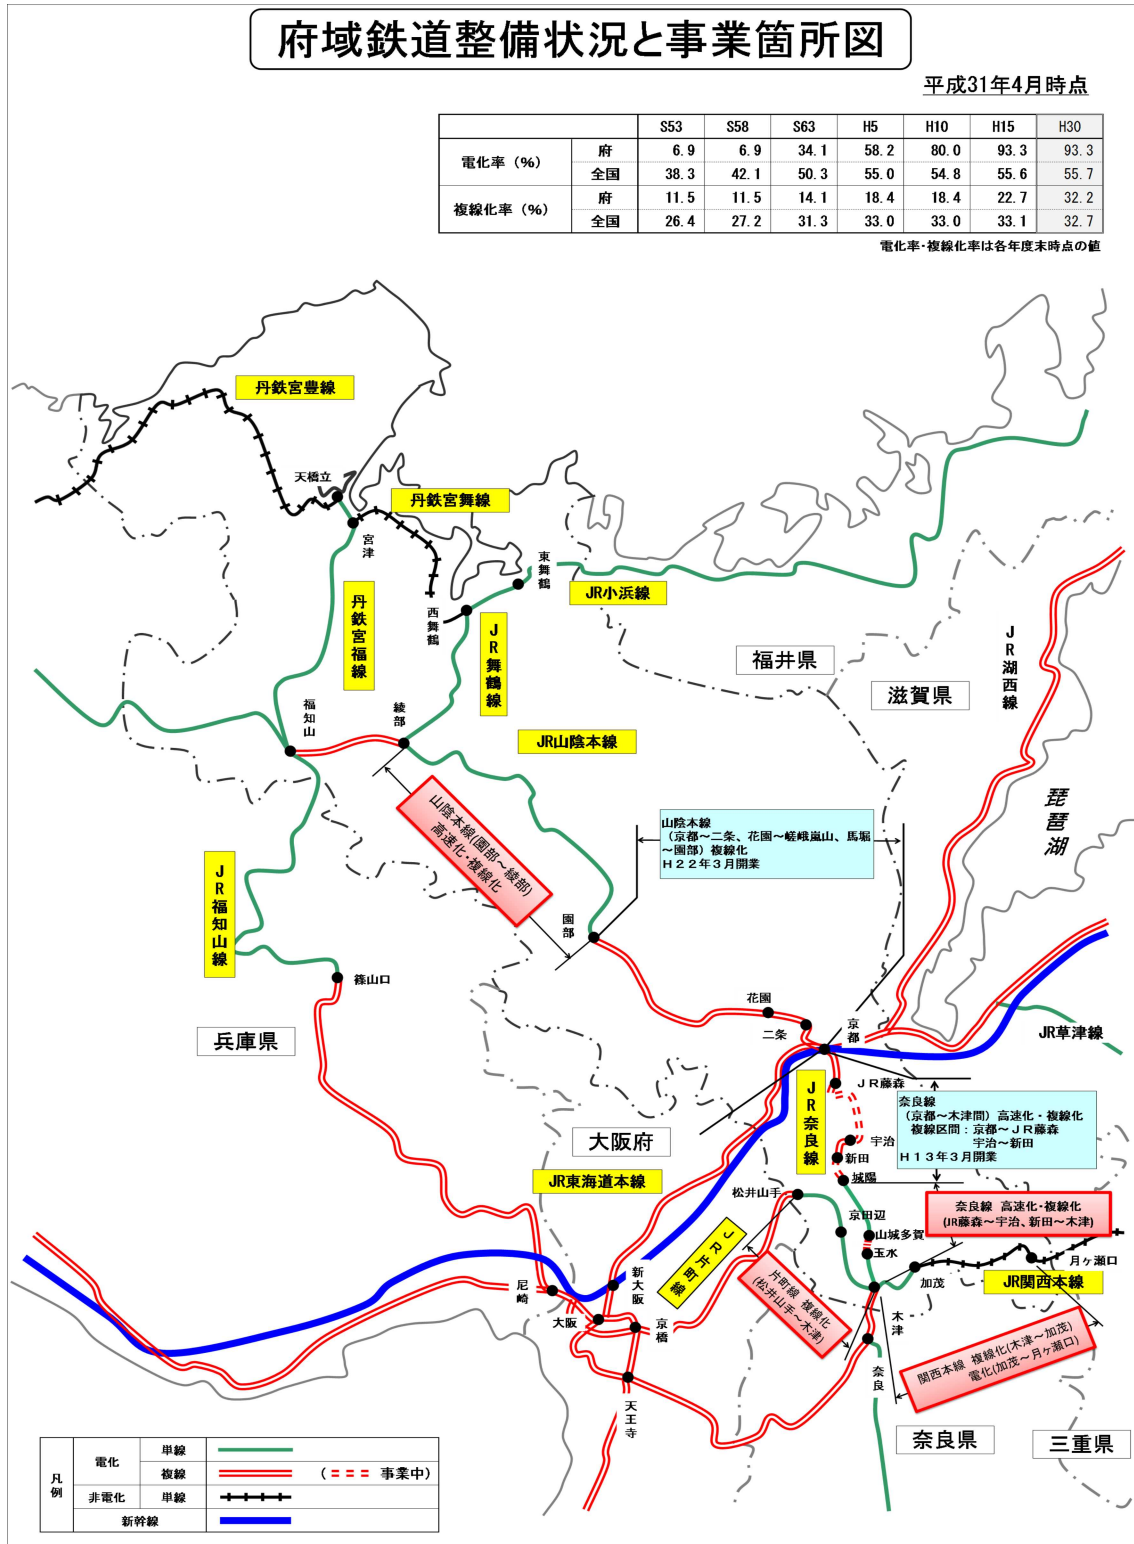 府域鉄道整備状況と事業箇所図
平成31年4月時点
S53 S58 S63 H5 H10 H15 H30
電化率（%） 府 6.9 6.9 34.1 58.2 80.0 93.3 93.3
全国 38.3 42.1 50.3 55.0 54.8 55.6 55.7
複線化率（%） 府 11.5 11.5 14.1 18.4 18.4 22.7 32.2
全国 26.4 27.2 31.3 33.0 33.0 33.1 32.7
電化率・複線化率は各年度末時点の値
丹鉄宮豊線
天橋立
丹鉄宮舞線
宮津
東舞鶴
JR小浜線
丹鉄宮福線
西舞鶴
JR舞鶴線
福井県
JR湖西線
滋賀県
福知山
綾部
JR山陰本線
山陰本線(園部～綾部)
高速化・複線化
山陰本線
（京都～二条、花園～嵯峨嵐山、馬堀
～園部）複線化
H22年3月開業
琵琶湖
JR福知山線
園部
篠山口
花園
二条
京都
兵庫県
JR草津線
JR藤森
JR奈良線
奈良線
（京都～木津間）高速化・複線化
複線区間：京都～JR藤森
宇治～新田
H13年3月開業
大阪府
宇治
新田
JR東海道本線
城陽
松井山手
奈良線 高速化・複線化
(JR藤森～宇治、新田～木津)
京田辺
山城多賀
玉水
JR片町線
月ヶ瀬口
加茂
JR関西本線
片町線 複線化
(松井山手～木津)
新大阪
尼崎
大阪
京橋
木津
関西本線 複線化(木津～加茂)
電化(加茂～月ヶ瀬口)
奈良
天王寺
奈良県
三重県
凡例
電化 単線
複線 （ 事業中）
非電化 単線
新幹線